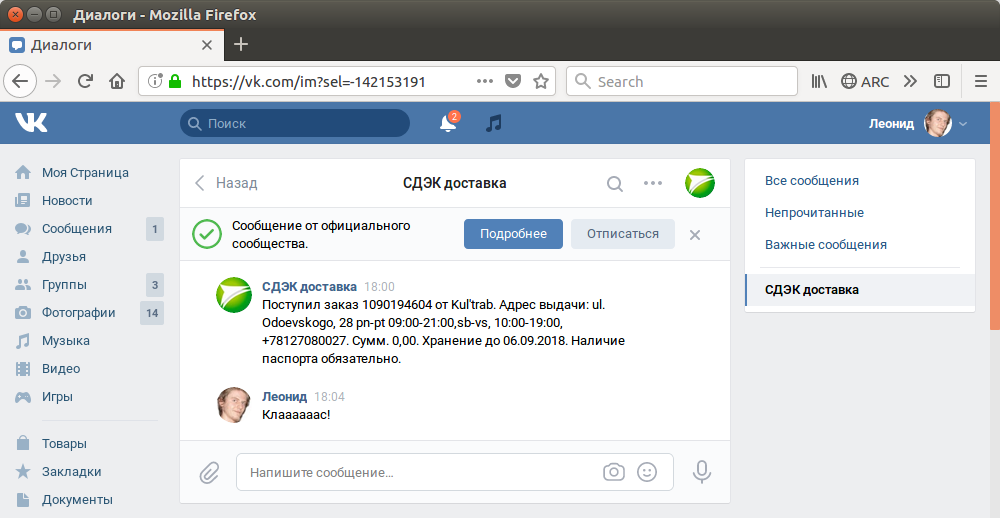 Диалоги - Mozilla Firefox
Диалоги
https://vk.com/im?sel=-142153191
Search
ARC
Поиск
2
Леонид
Моя Страница
Новости
Сообщения 1
Друзья
Группы 3
Фотографии 14
Музыка
Видео
Игры
Товары
Закладки
Документы
Назад
СДЭК доставка
Сообщение от официального
сообщества.
Подробнее
Отписаться
СДЭК доставка 18:00
Поступил заказ 1090194604 от Kul'trab. Адрес выдачи: ul.
Odoevskogo, 28 pn-pt 09:00-21:00,sb-vs, 10:00-19:00,
+78127080027. Сумм. 0,00. Хранение до 06.09.2018. Наличие
паспорта обязательно.
Леонид 18:04
Клаааааас!
Напишите сообщение...
Все сообщения
Непрочитанные
Важные сообщения
СДЭК доставка